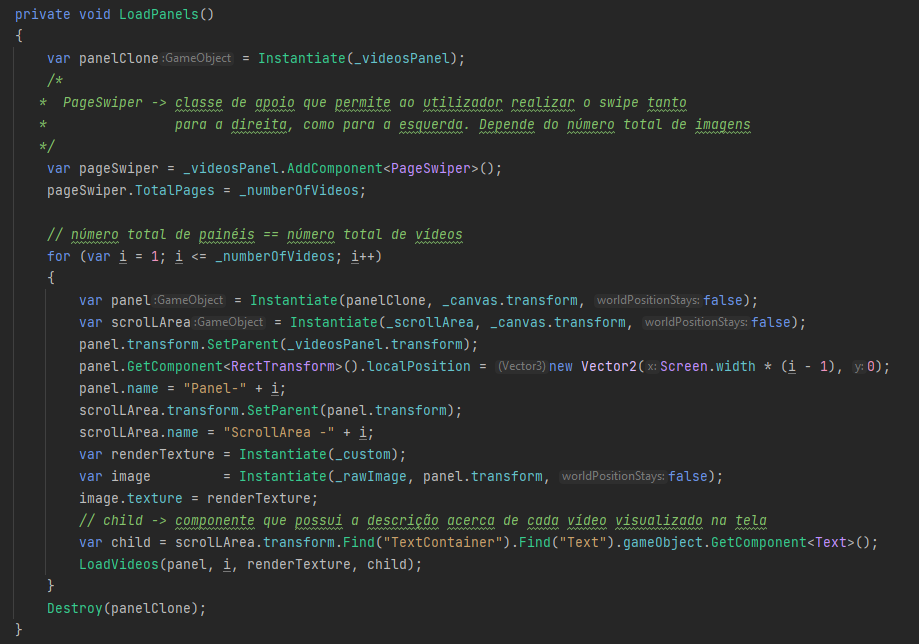 private void LoadPanels()
{
    var panelClone :GameObject = Instantiate(_videosPanel);
    /*
   *  PageSwiper -> classe de apoio que permite ao utilizador realizar o swipe tanto
   *                para a direita, como para a esquerda. Depende do número total de imagens
   */
    var pageSwiper = _videosPanel.AddComponent<PageSwiper>();
    pageSwiper.TotalPages = _numberOfVideos;

    // número total de painéis == número total de vídeos
    for (var i = 1; i <= _numberOfVideos; i++)
    {
        var panel :GameObject = Instantiate(panelClone, _canvas.transform, worldPositionStays: false);
        var scrollArea :GameObject = Instantiate(_scrollArea, _canvas.transform, worldPositionStays: false);
        panel.transform.SetParent(_videosPanel.transform);
        panel.GetComponent<RectTransform>().localPosition = (Vector3)new Vector2(x: Screen.width * (i - 1), y: 0);
        panel.name = "Panel-" + i;
        scrollArea.transform.SetParent(panel.transform);
        scrollArea.name = "ScrollArea -" + i;
        var renderTexture = Instantiate(_custom);
        var image         = Instantiate(_rawImage, panel.transform, worldPositionStays: false);
        image.texture = renderTexture;
        // child -> componente que possui a descrição acerca de cada vídeo visualizado na tela
        var child = scrollArea.transform.Find("TextContainer").Find("Text").gameObject.GetComponent<Text>();
        LoadVideos(panel, i, renderTexture, child);
    }
    Destroy(panelClone);
}